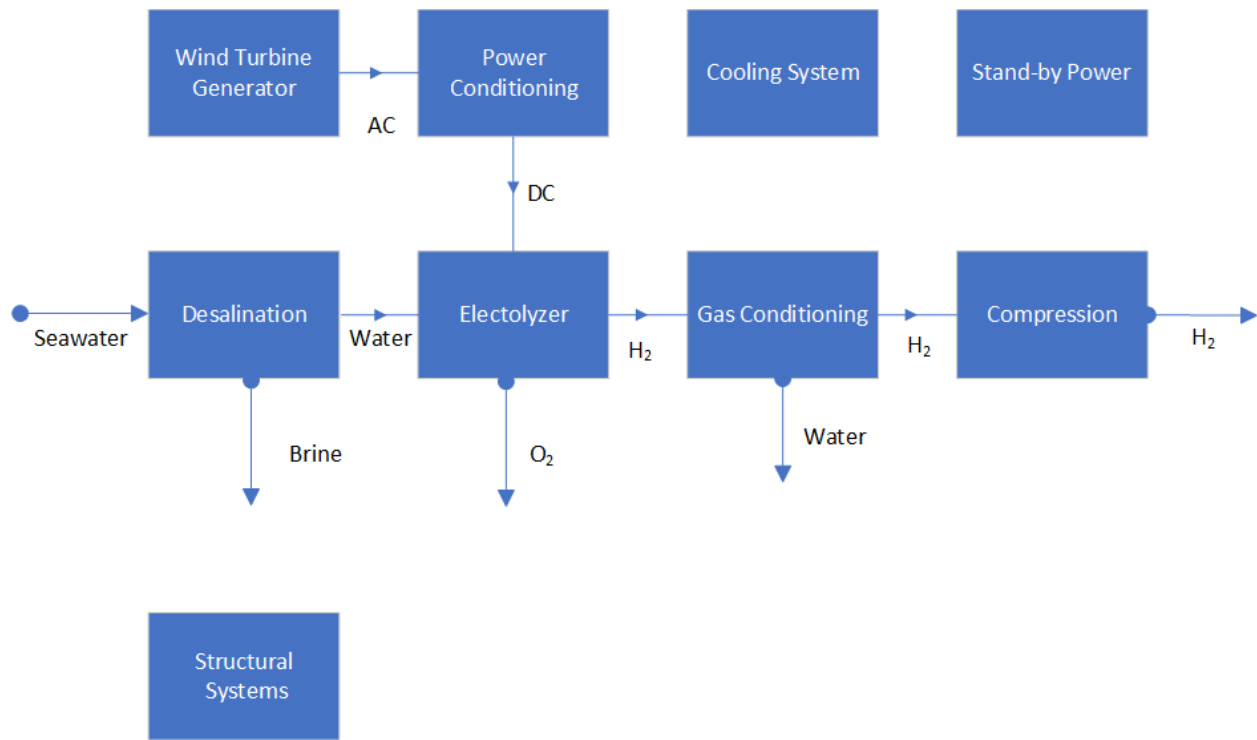 Wind Turbine
Generator
Power
Conditioning
Cooling System
Stand-by Power
AC
DC
Desalination
Electolyzer
Gas Conditioning
Compression
Seawater
Water
H₂
H₂
H₂
Brine
O₂
Water
Structural
Systems